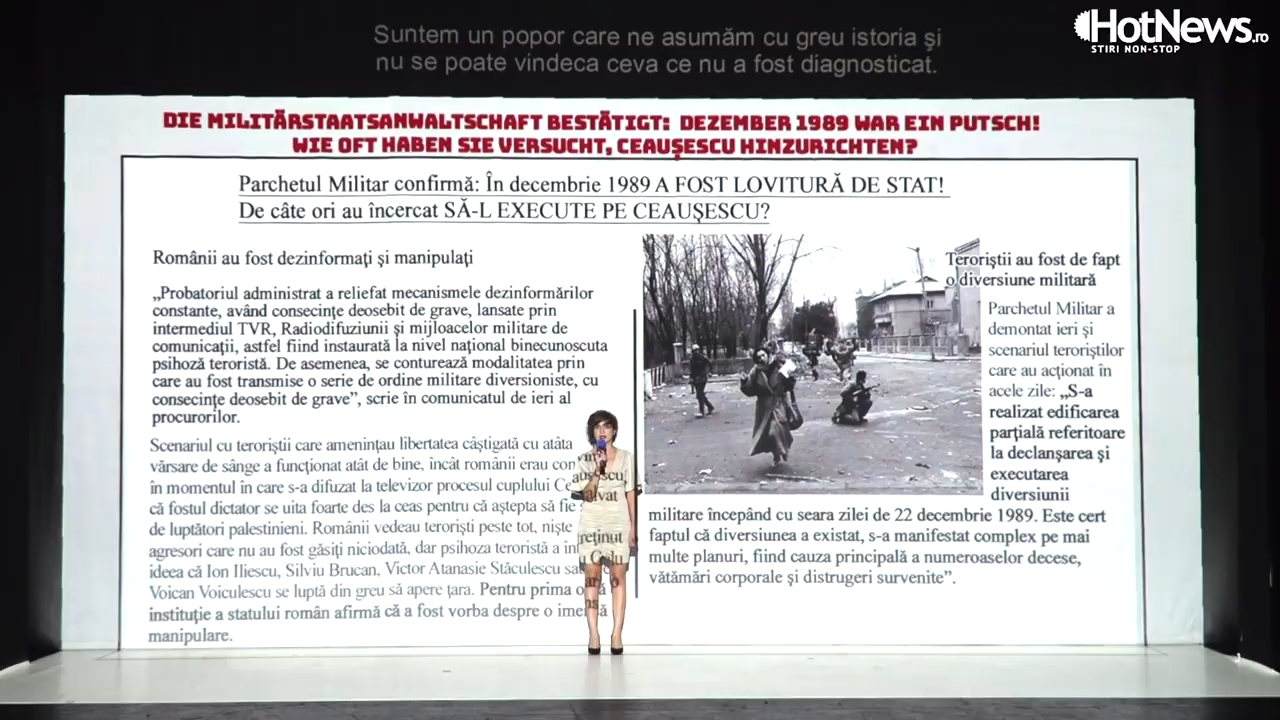 Suntem un popor care ne asumăm cu greu istoria și
nu se poate vindeca ceva ce nu a fost diagnosticat.
HotNews.ro
STIRI NON-STOP
DIE MILITÄRSTAATSANWALTSCHAFT BESTÄTIGT: DEZEMBER 1989 WAR EIN PUTSCH!
WIE OFT HABEN SIE VERSUCHT, CEAUȘESCU HINZURICHTEN?
Parchetul Militar confirmă: În decembrie 1989 A FOST LOVITURĂ DE STAT!
De câte ori au încercat SĂ-L EXECUTE PE CEAUŞESCU?
Românii au fost dezinformaţi şi manipulaţi
„Probatoriul administrat a reliefat mecanismele dezinformărilor
constante, având consecinţe deosebit de grave, lansate prin
intermediul TVR, Radiodifuziunii şi mijloacelor militare de
comunicaţii, astfel fiind instaurată la nivel naţional binecunoscuta
psihoză teroristă. De asemenea, se conturează modalitatea prin
care au fost transmise o serie de ordine militare diversioniste, cu
consecinţe deosebit de grave”, scrie în comunicatul de ieri al
procurorilor.
Scenariul cu teroriştii care ameninţau libertatea câştigată cu atâta
vărsare de sânge a funcţionat atât de bine, încât românii erau
în momentul în care s-a difuzat la televizor procesul cuplului
că fostul dictator se uita foarte des la ceas pentru că aştepta să fie
de luptători palestinieni. Românii vedeau terorişti peste tot, nişte
agresori care nu au fost găsiţi niciodată, dar psihoza teroristă a
ideea că Ion Iliescu, Silviu Brucan, Victor Atanasie Stăculescu
Voican Voiculescu se luptă din greu să apere ţara. Pentru prima
instituţie a statului român afirmă că a fost vorba despre o
manipulare.
Teroriştii au fost de fapt
o diversiune militară
Parchetul Militar a
demontat ieri şi
scenariul teroriştilor
care au acţionat în
acele zile: „S-a
realizat edificarea
parţială referitoare
la declanşarea şi
executarea
diversiunii
militare începând cu seara zilei de 22 decembrie 1989. Este cert
faptul că diversiunea a existat, s-a manifestat complex pe mai
multe planuri, fiind cauza principală a numeroaselor decese,
vătămări corporale şi distrugeri survenite”.